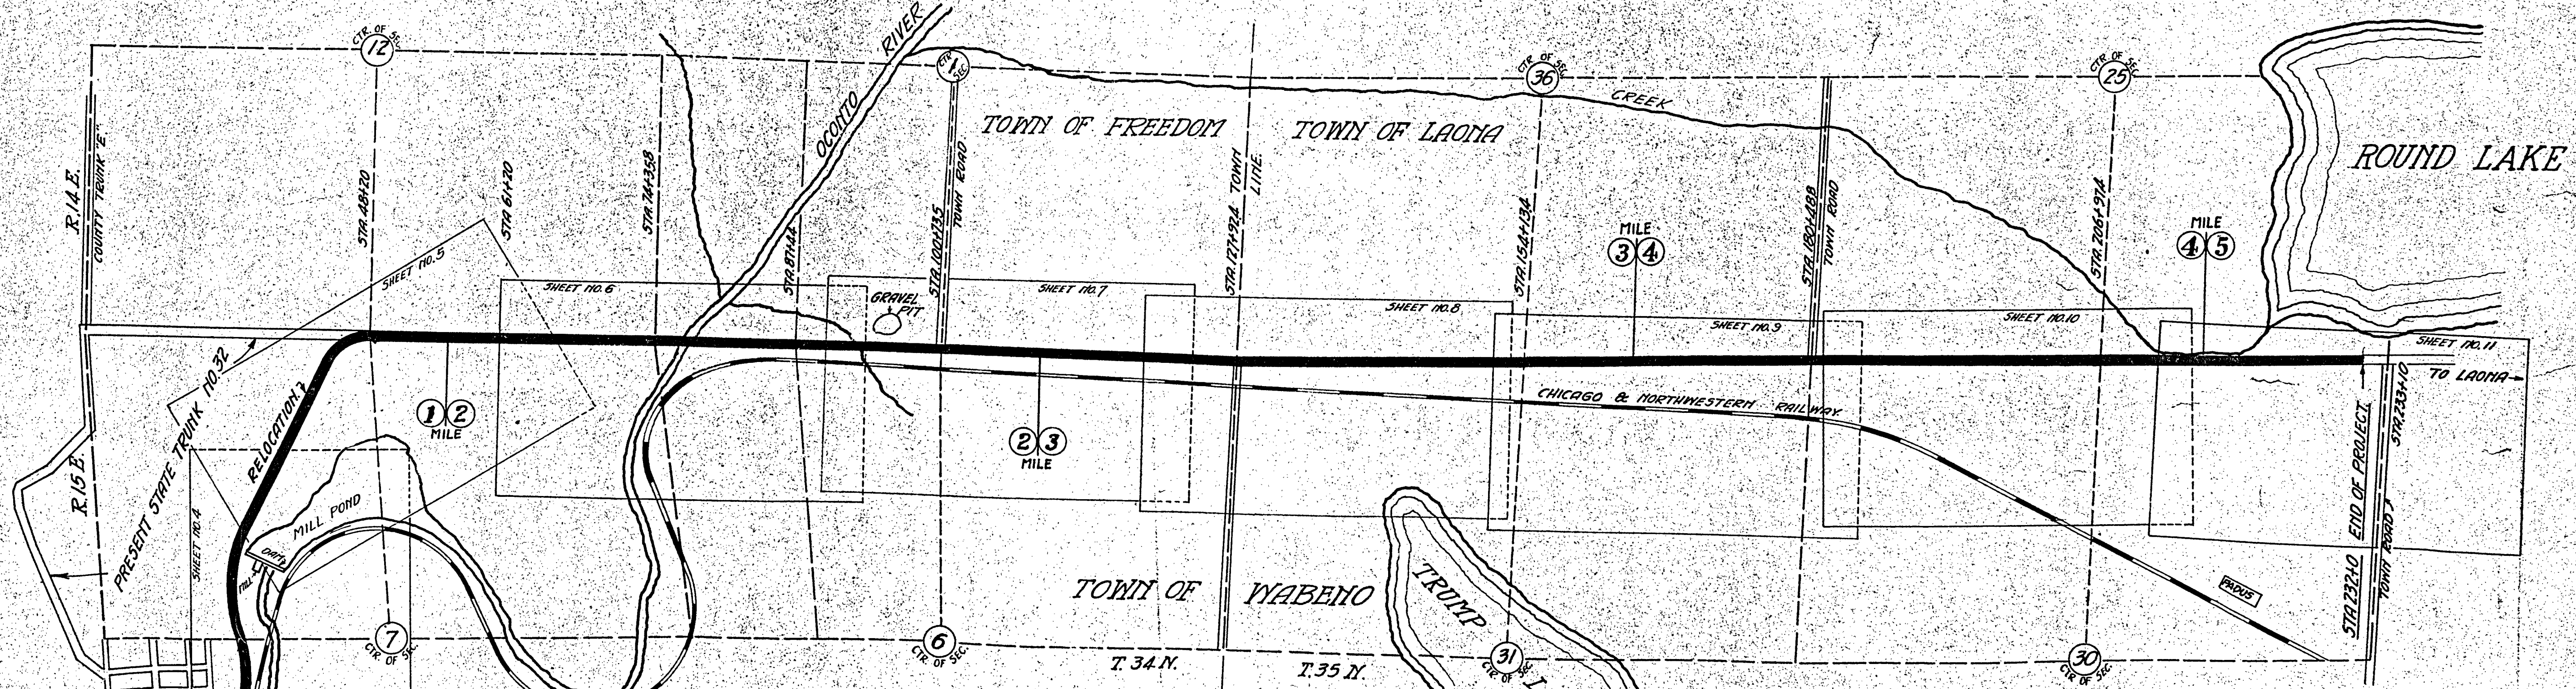 CTR. OF SEC.
12
RIVER
OCONTO
CTR.
1
SEC.
CTR. OF SEC.
36
CREEK
CTR. OF SEC.
25
TOWN OF FREEDOM
TOWN OF LAONA
ROUND LAKE
R.14 E.
COUNTY TRUNK "E"
STA. 48+20
STA 61+20
STA. 74+35.8
STA. 87+44
STA. 100+73.5
TOWN ROAD
STA. 127+92.4 TOWN
LINE.
STA. 154+13.4
STA. 180+48.8
TOWN ROAD
STA. 206+97.4
MILE
3 4
MILE
4 5
SHEET NO.5
SHEET NO. 6
GRAVEL
PIT
SHEET NO. 7
SHEET NO. 8
SHEET NO. 9
SHEET NO. 10
SHEET NO. 11
TO LAONA
PRESENT STATE TRUNK NO. 32
RELOCATION.
1 2
MILE
2 3
MILE
CHICAGO & NORTHWESTERN RAILWAY.
R.15 E.
SHEET NO. 4
MILL POND
DAM
MILL
STA 232+0 END OF PROJECT
STA. 233+10
TOWN ROAD
PADUS
TOWN OF WABENO
TRUMP
L
7
CTR. OF SEC.
6
CTR. OF SEC.
T. 34 N.
T. 35 N.
31
CTR. OF SEC.
30
CTR. OF SEC.